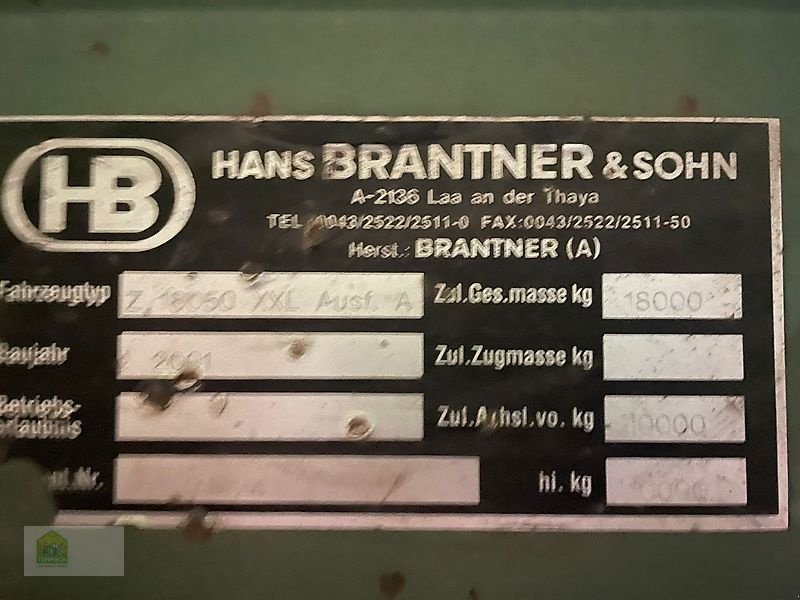 HB
HANS BRANTNER & SOHN
A-2136 Laa an der Thaya
TEL.:0043/2522/2511-0 FAX:0043/2522/2511-50
Herst.: BRANTNER (A)
Fahrzeugtyp Z 18050 XXL Ausf. A Zul.Ges.masse kg 18000
Baujahr 2001 Zul.Zugmasse kg
Betriebs-
erlaubnis Zul.Achsl.vo. kg 10000
hi. kg